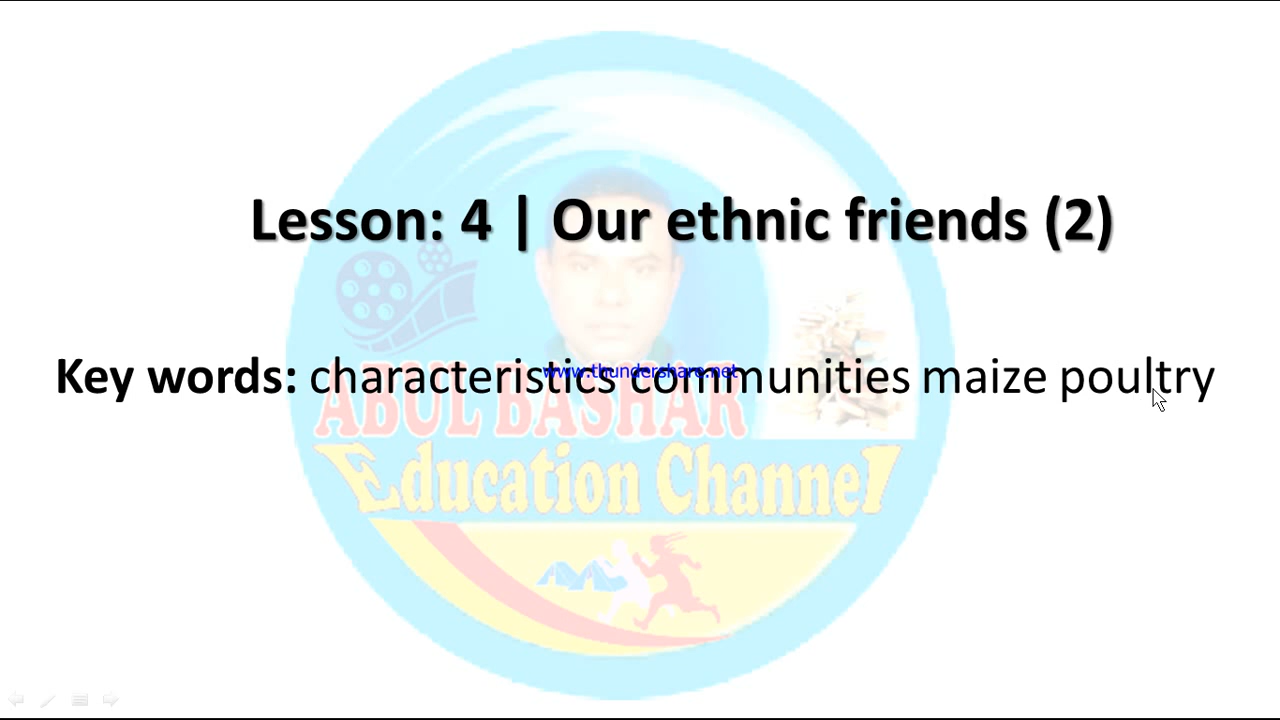 Lesson: 4 | Our ethnic friends (2)
Key words: characteristics communities maize poultry
www.thundershare.net
ABUL BASHAR
Education Channel